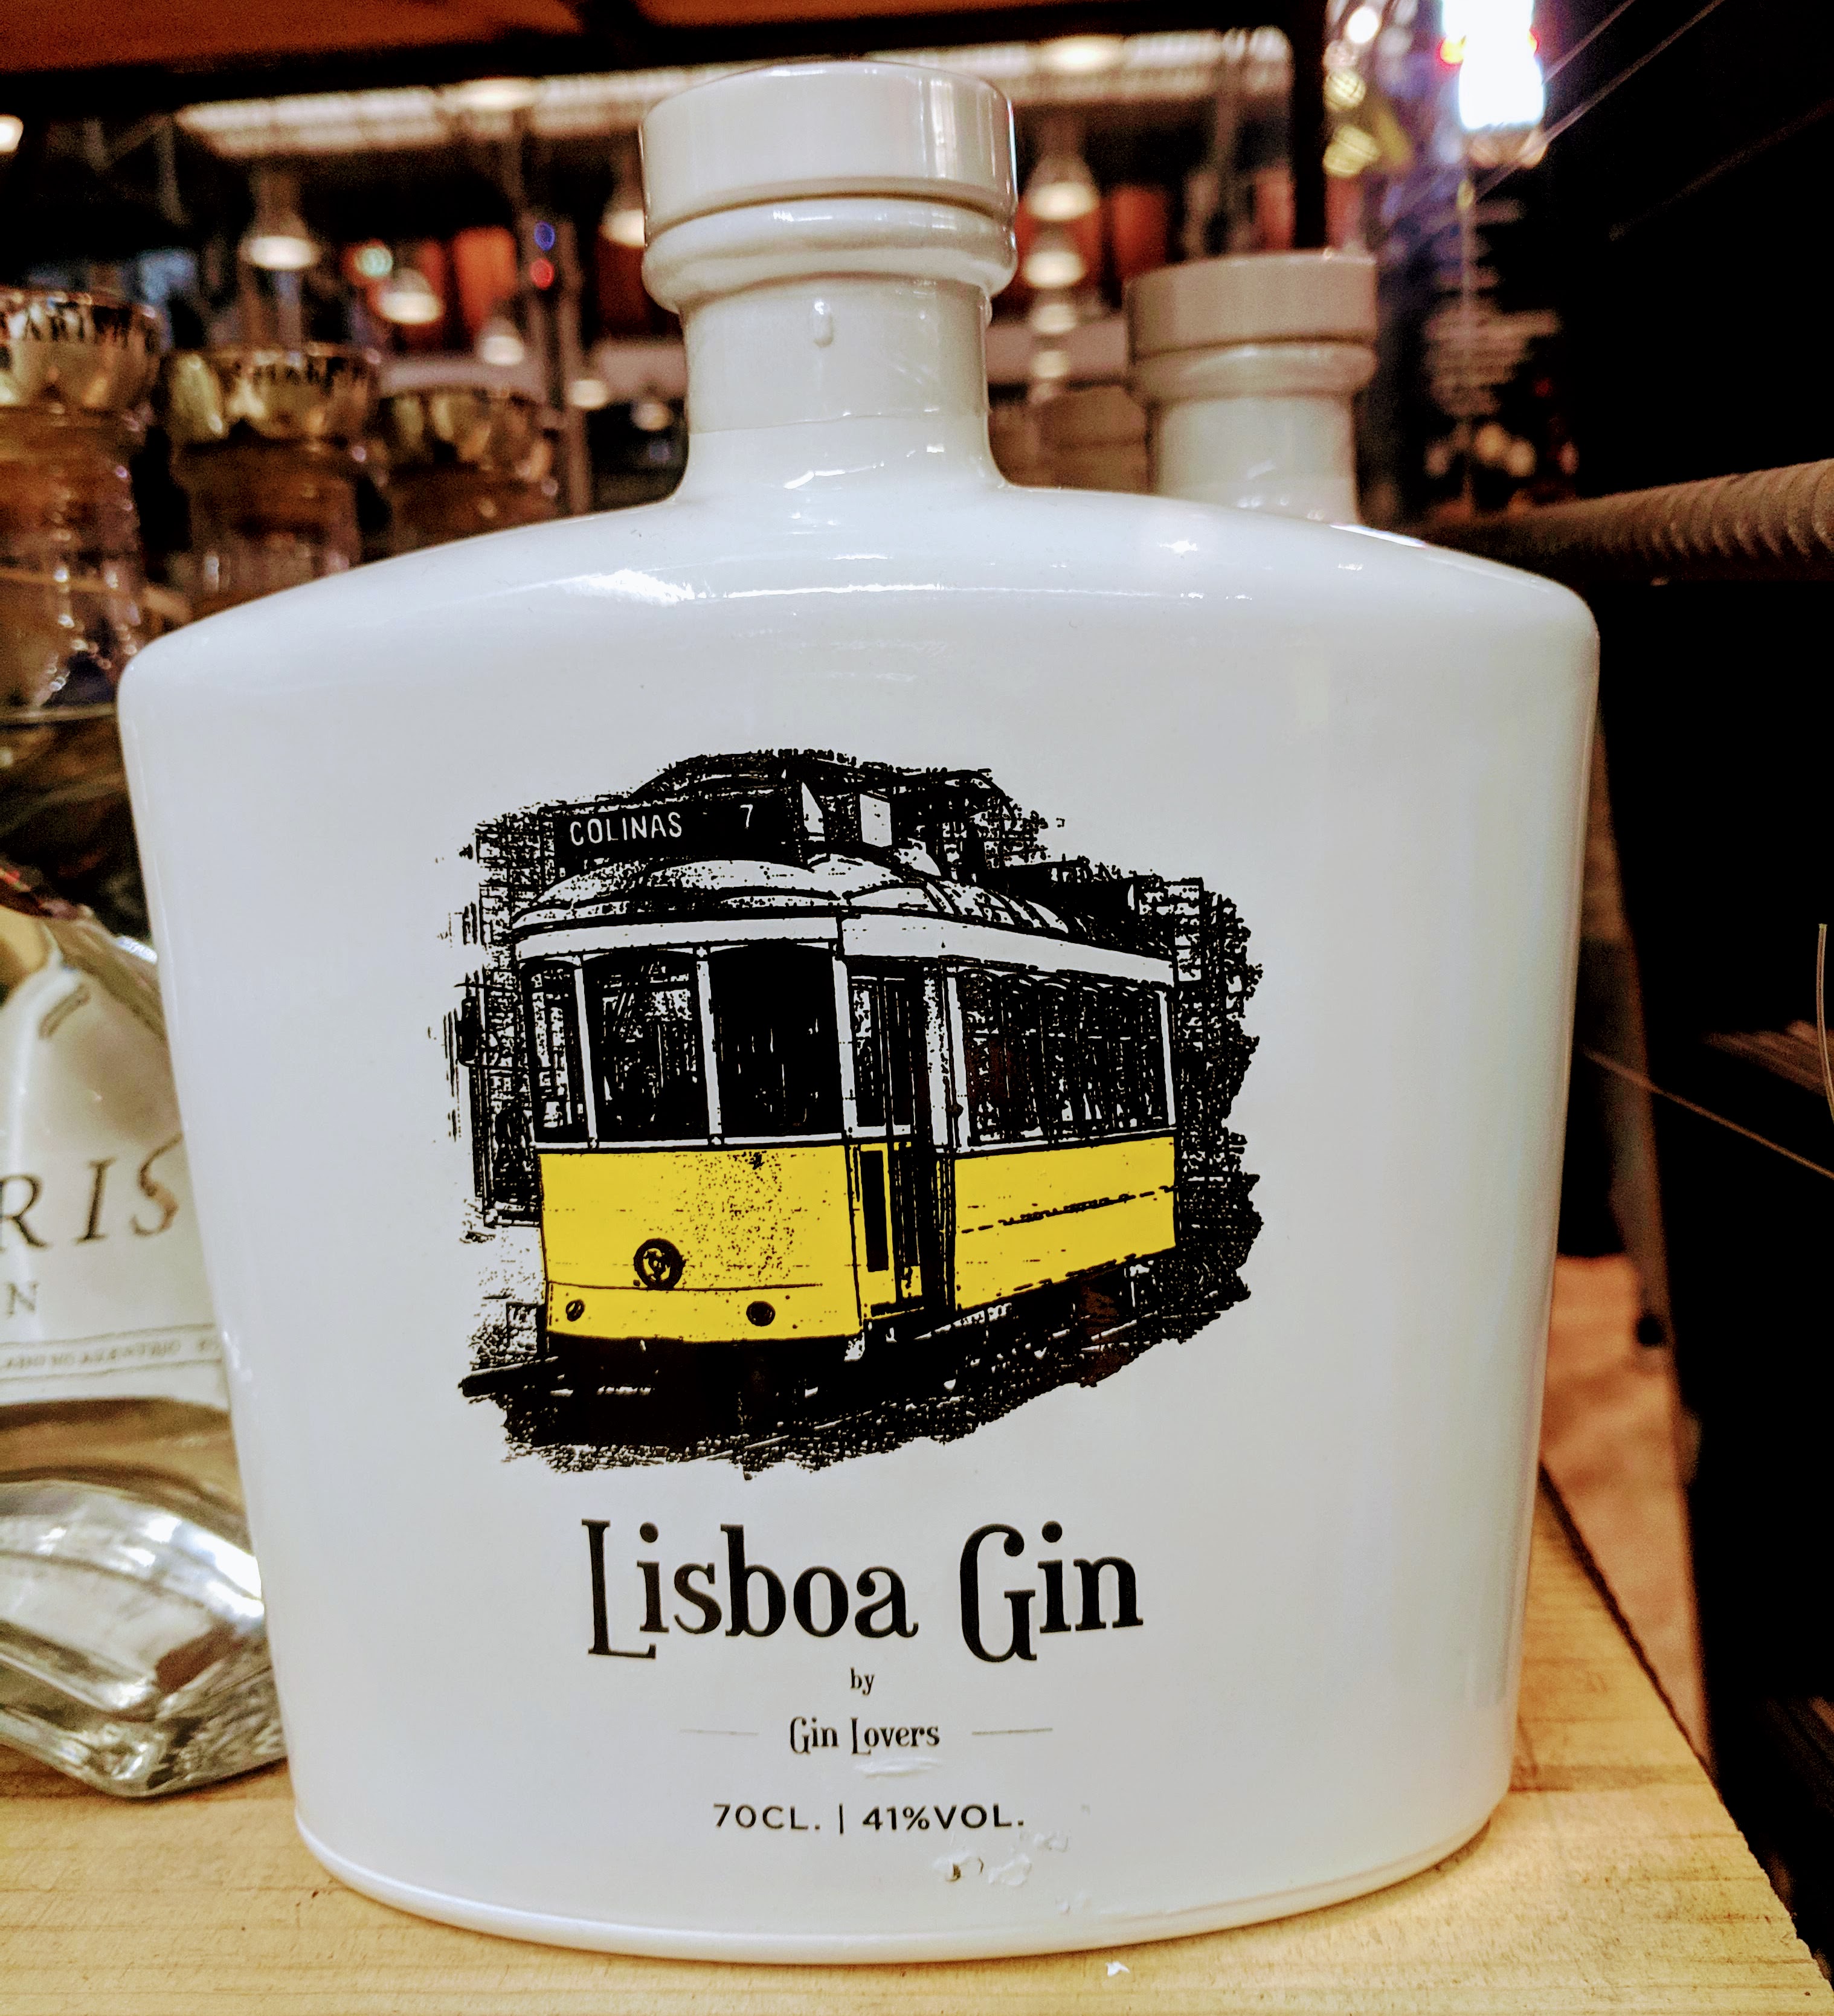 COLINAS 7
Lisboa Gin
by
Gin Lovers
70CL. | 41%VOL.
RIS
N